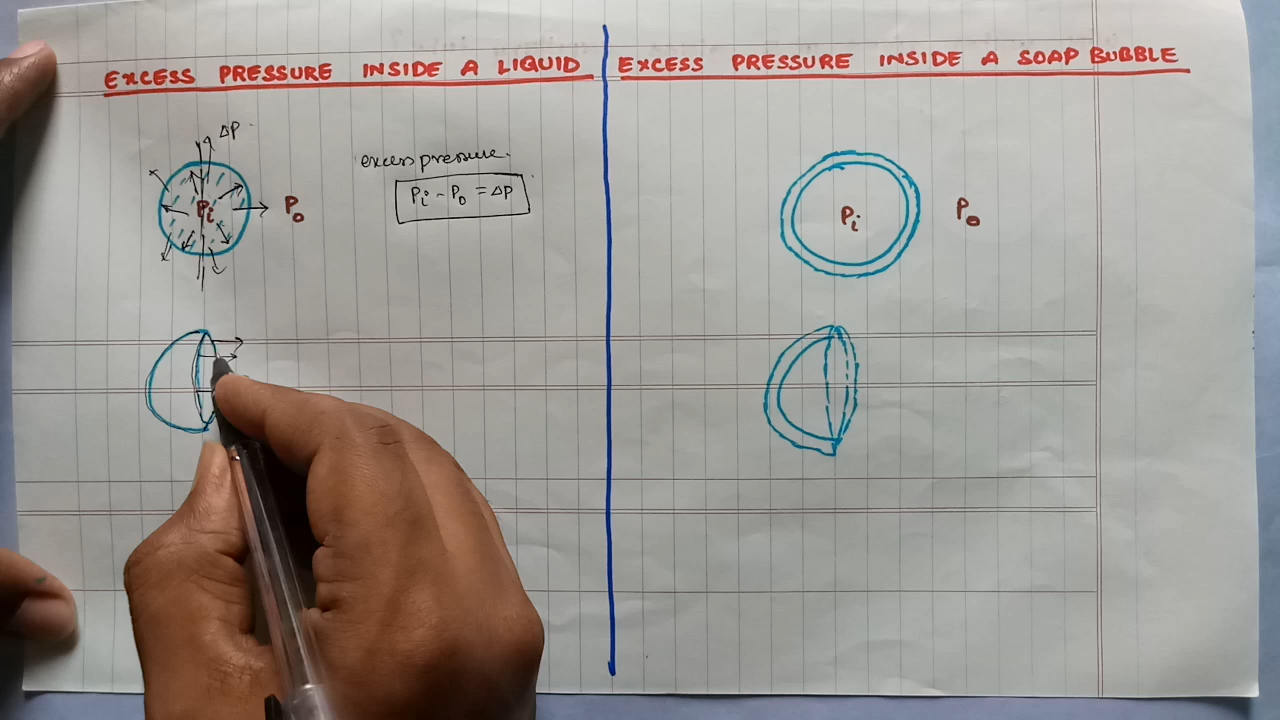 EXCESS PRESSURE INSIDE A LIQUID
ΔP
excess pressure.
Pi - Po = ΔP
Pi
Po
EXCESS PRESSURE INSIDE A SOAP BUBBLE
Pi
Po